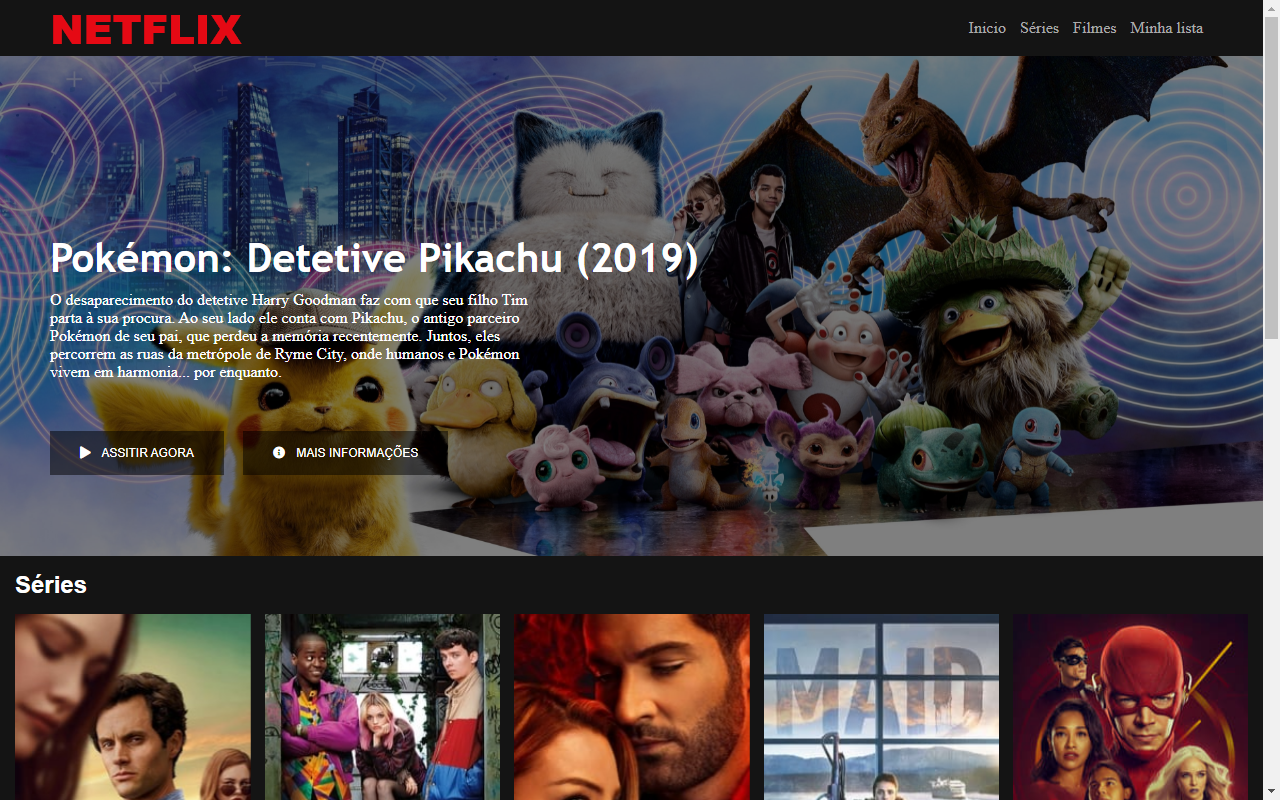 NETFLIX
Inicio Séries Filmes Minha lista
Pokémon: Detetive Pikachu (2019)
O desaparecimento do detetive Harry Goodman faz com que seu filho Tim
parta à sua procura. Ao seu lado ele conta com Pikachu, o antigo parceiro
Pokémon de seu pai, que perdeu a memória recentemente. Juntos, eles
percorrem as ruas da metrópole de Ryme City, onde humanos e Pokémon
vivem em harmonia... por enquanto.
ASSITIR AGORA
MAIS INFORMAÇÕES
Séries
MAID